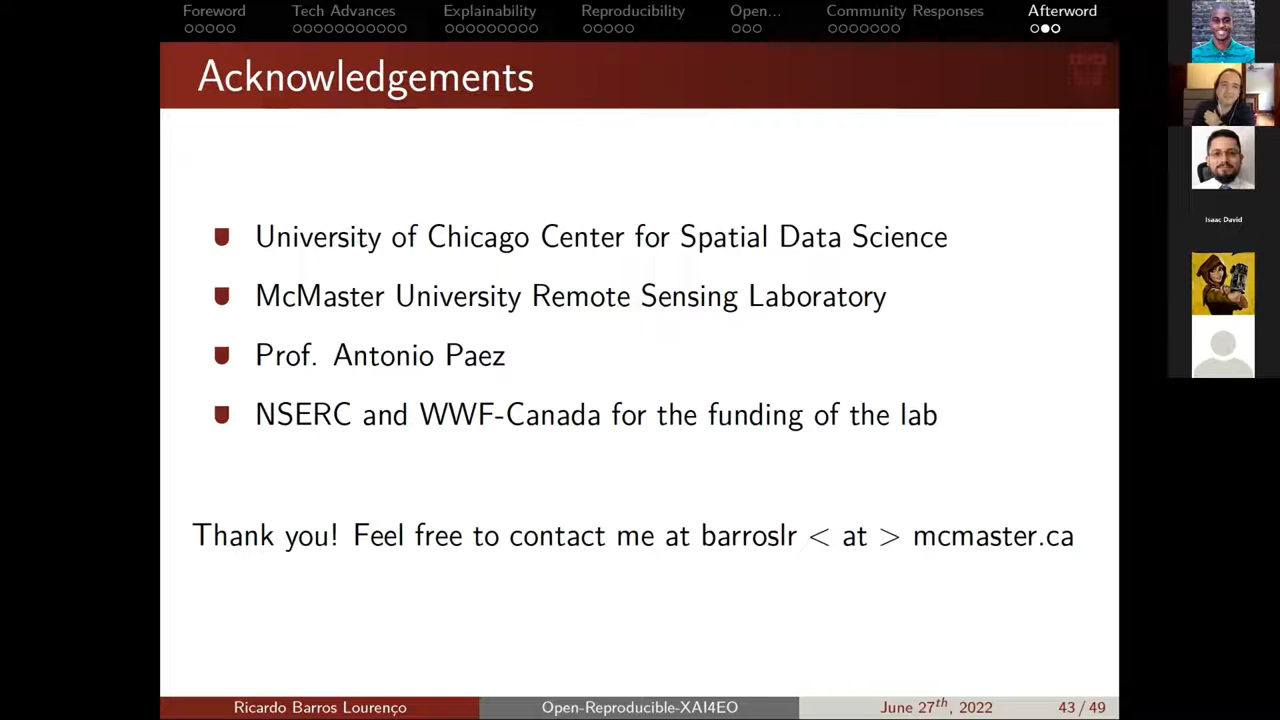 Foreword Tech Advances Explainability Reproducibility Open... Community Responses Afterword
Acknowledgements
University of Chicago Center for Spatial Data Science
McMaster University Remote Sensing Laboratory
Prof. Antonio Paez
NSERC and WWF-Canada for the funding of the lab
Thank you! Feel free to contact me at barroslr < at > mcmaster.ca
Ricardo Barros Lourenço Open-Reproducible-XAI4EO June 27th, 2022 43 / 49
Isaac David